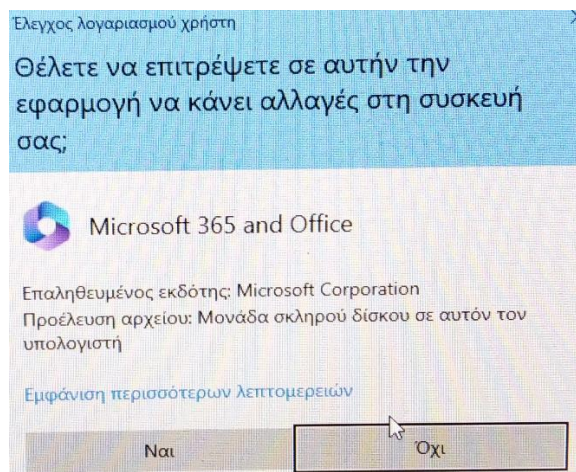 Έλεγχος λογαριασμού χρήστη
Θέλετε να επιτρέψετε σε αυτήν την
εφαρμογή να κάνει αλλαγές στη συσκευή
σας;
Microsoft 365 and Office
Επαληθευμένος εκδότης: Microsoft Corporation
Προέλευση αρχείου: Μονάδα σκληρού δίσκου σε αυτόν τον
υπολογιστή
Εμφάνιση περισσότερων λεπτομερειών
Ναι Όχι